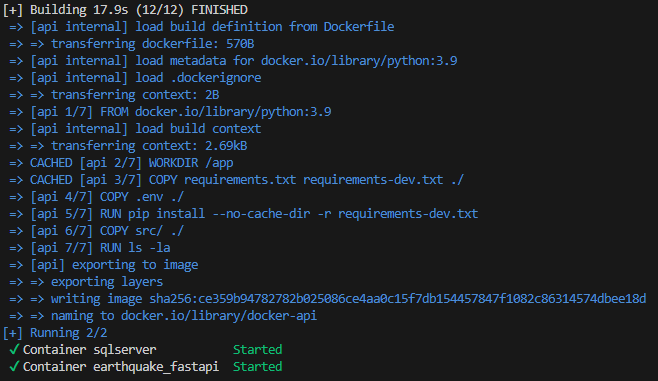 [+] Building 17.9s (12/12) FINISHED
=> [api internal] load build definition from Dockerfile
=> => transferring dockerfile: 570B
=> [api internal] load metadata for docker.io/library/python:3.9
=> [api internal] load .dockerignore
=> => transferring context: 2B
=> [api 1/7] FROM docker.io/library/python:3.9
=> [api internal] load build context
=> => transferring context: 2.69kB
=> CACHED [api 2/7] WORKDIR /app
=> CACHED [api 3/7] COPY requirements.txt requirements-dev.txt ./
=> [api 4/7] COPY .env ./
=> [api 5/7] RUN pip install --no-cache-dir -r requirements-dev.txt
=> [api 6/7] COPY src/ ./
=> [api 7/7] RUN ls -la
=> [api] exporting to image
=> => exporting layers
=> => writing image sha256:ce359b94782782b025086ce4aa0c15f7db154457847f1082c86314574dbee18d
=> => naming to docker.io/library/docker-api
[+] Running 2/2
✓ Container sqlserver Started
✓ Container earthquake_fastapi Started